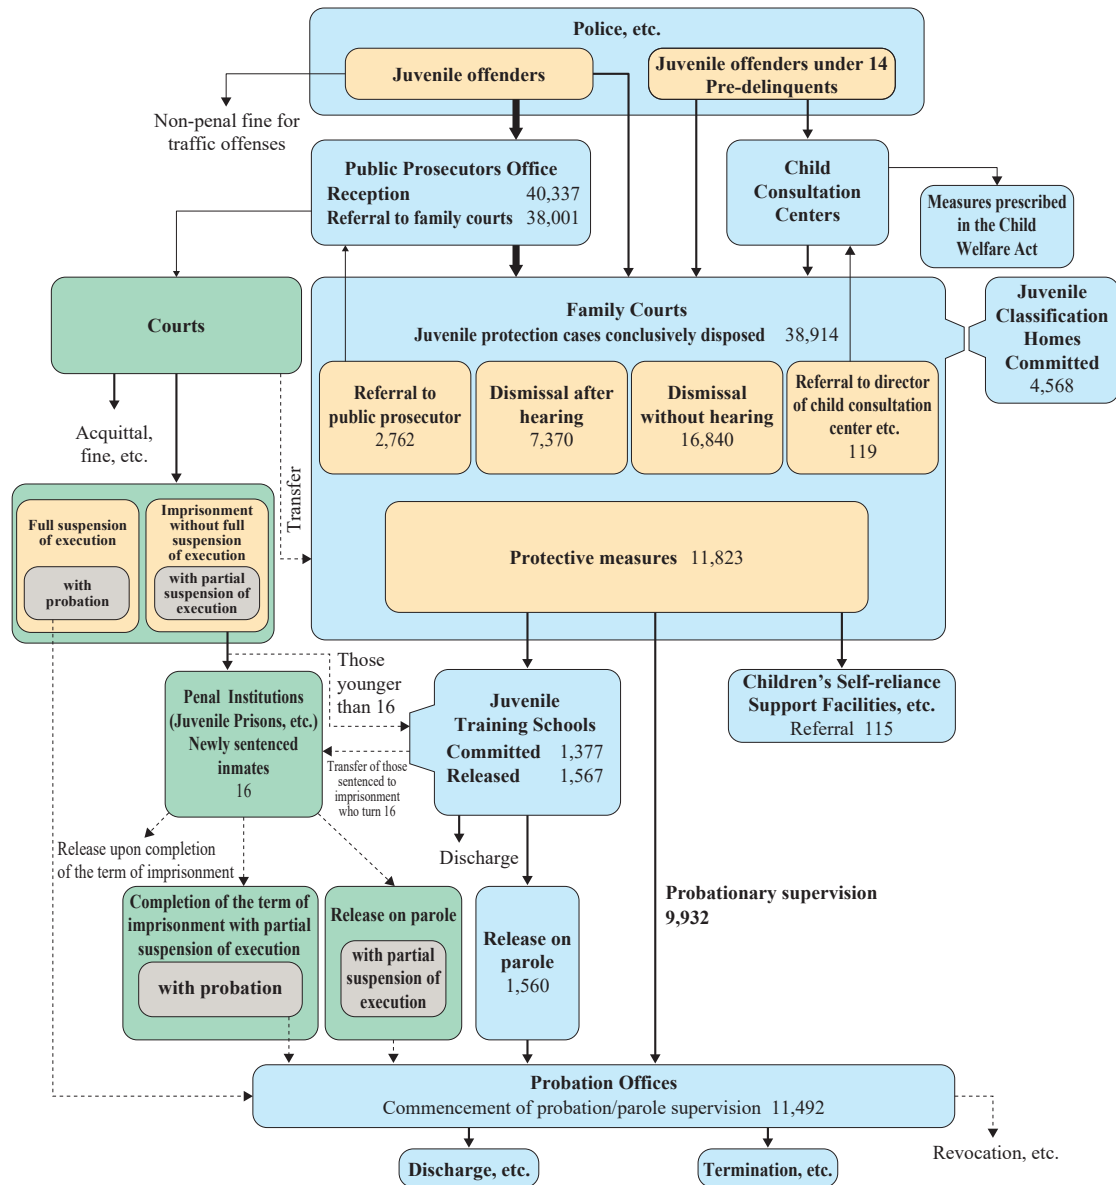 Police, etc.
Juvenile offenders
Juvenile offenders under 14
Pre-delinquents
Non-penal fine for
traffic offenses
Public Prosecutors Office
Reception 40,337
Referral to family courts 38,001
Child
Consultation
Centers
Measures prescribed
in the Child
Welfare Act
Courts
Family Courts
Juvenile protection cases conclusively disposed 38,914
Juvenile
Classification
Homes
Committed
4,568
Referral to
public prosecutor
2,762
Dismissal after
hearing
7,370
Dismissal
without hearing
16,840
Referral to director
of child consultation
center etc.
119
Acquittal,
fine, etc.
Transfer
Full suspension
of execution
with
probation
Imprisonment
without full
suspension
of execution
with partial
suspension of
execution
Protective measures 11,823
Those
younger
than 16
Penal Institutions
(Juvenile Prisons, etc.)
Newly sentenced
inmates
16
Juvenile
Training Schools
Committed 1,377
Released 1,567
Children's Self-reliance
Support Facilities, etc.
Referral 115
Transfer of those
sentenced to
imprisonment
who turn 16
Release upon completion
of the term of imprisonment
Discharge
Probationary supervision
9,932
Completion of the term of
imprisonment with partial
suspension of execution
with probation
Release on parole
with partial
suspension of
execution
Release on
parole
1,560
Probation Offices
Commencement of probation/parole supervision 11,492
Revocation, etc.
Discharge, etc.
Termination, etc.